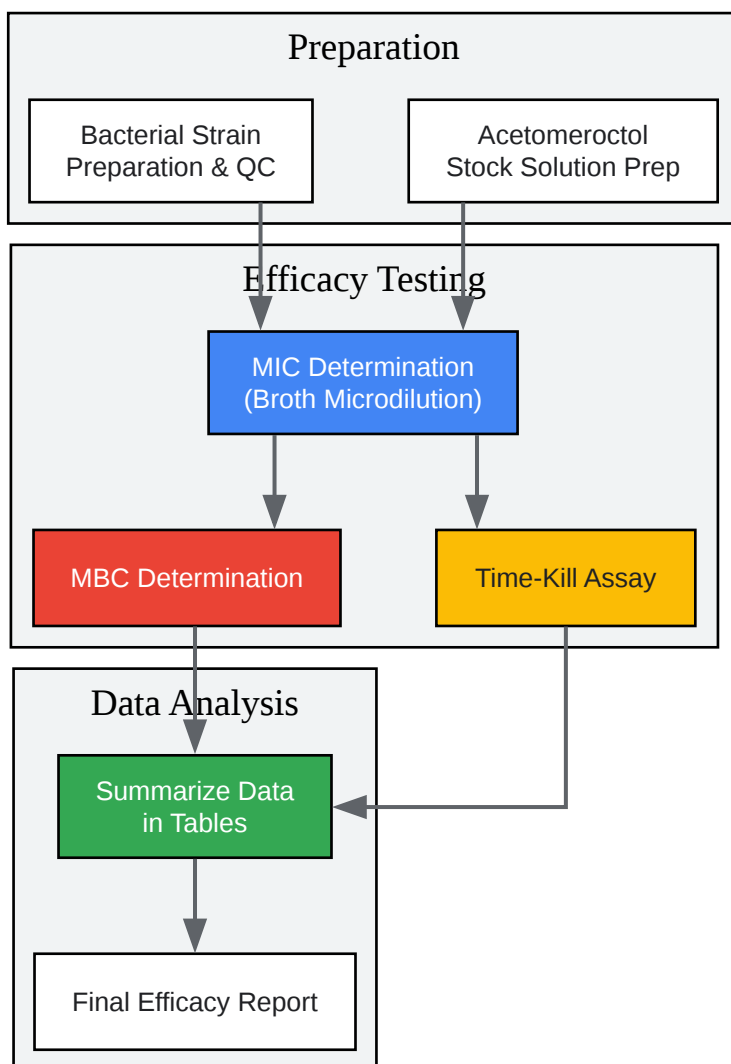 Preparation
Bacterial Strain
Preparation & QC
Acetomeroctol
Stock Solution Prep
Efficacy Testing
MIC Determination
(Broth Microdilution)
MBC Determination
Time-Kill Assay
Data Analysis
Summarize Data
in Tables
Final Efficacy Report